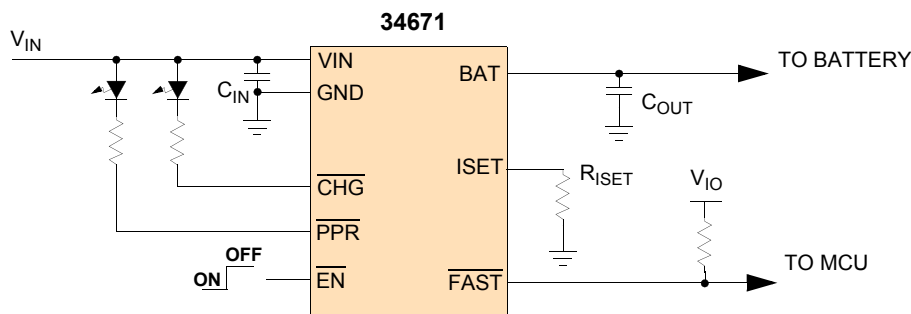 34671
VIN
VIN
BAT
TO BATTERY
CIN
GND
COUT
ISET
RISET
VIO
CHG
PPR
OFF
ON
EN
FAST
TO MCU